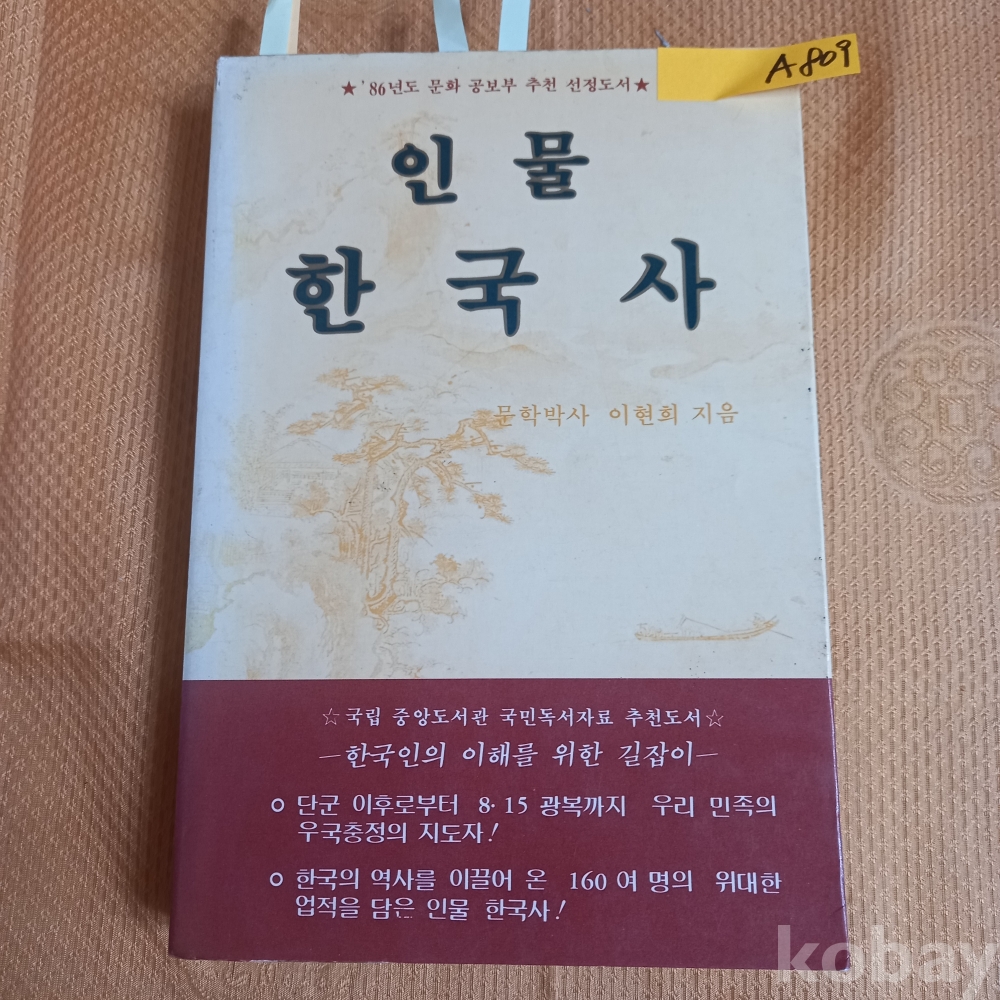 A809
★'86년도 문화 공보부 추천 선정도서★
인물
한국사
문학박사 이현희 지음
☆국립 중앙도서관 국민독서자료 추천도서☆
―한국인의 이해를 위한 길잡이―
○ 단군 이후로부터 8·15 광복까지 우리 민족의
우국충정의 지도자!
○ 한국의 역사를 이끌어 온 160여 명의 위대한
업적을 담은 인물 한국사!
kobay